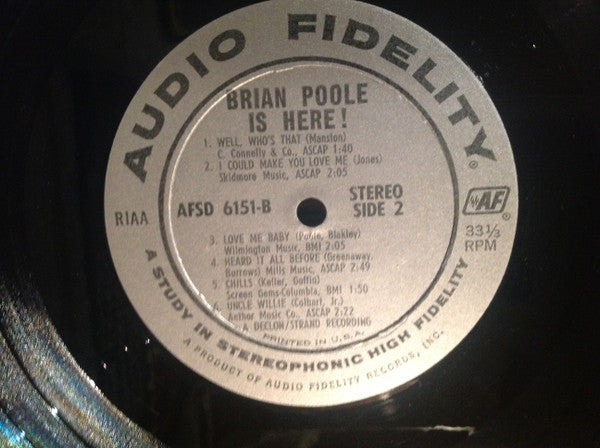 AUDIO FIDELITY®
BRIAN POOLE
IS HERE!
1. WELL, WHO'S THAT (Mansion)
C. Connelly & Co., ASCAP 1:40
2. I COULD MAKE YOU LOVE ME (Jones)
Skidmore Music, ASCAP 2:05
RIAA
AFSD 6151-B
STEREO
SIDE 2
AF®
33⅓
RPM
3. LOVE ME BABY (Poole, Blakley)
Wilmington Music, BMI 2:05
4. HEARD IT ALL BEFORE (Greenaway,
Burrows) Mills Music, ASCAP 2:49
5. CHILLS (Keller, Goffin)
Screen Gems-Columbia, BMI 1:50
6. UNCLE WILLIE (Colbart, Jr.)
Aethor Music Co., ASCAP 2:22
A DECLON/STRAND RECORDING
PRINTED IN U.S.A.
A STUDY IN STEREOPHONIC HIGH FIDELITY
A PRODUCT OF AUDIO FIDELITY RECORDS, INC.